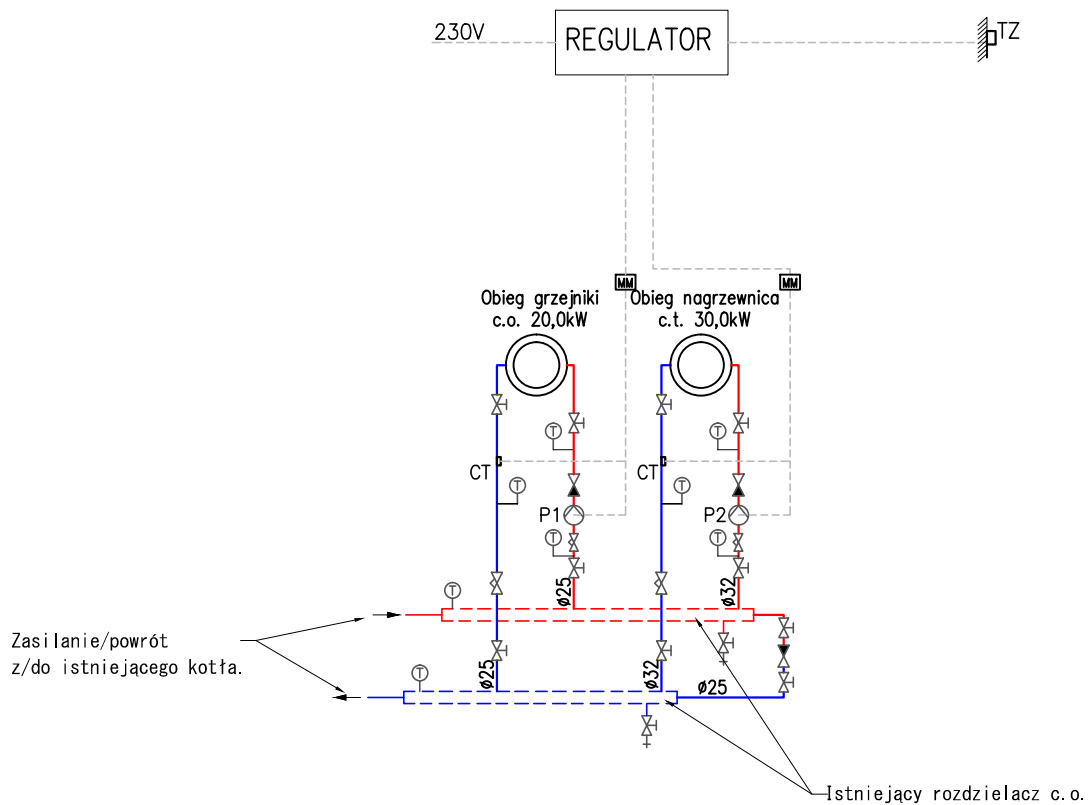 230V
REGULATOR
TZ
MM
MM
Obieg grzejniki
c.o. 20,0kW
Obieg nagrzewnica
c.t. 30,0kW
T
T
CT
CT
T
T
P1
P2
T
T
T
ø25
ø32
Zasilanie/powrót
z/do istniejącego kotła.
T
ø25
ø32
ø25
Istniejący rozdzielacz c.o.